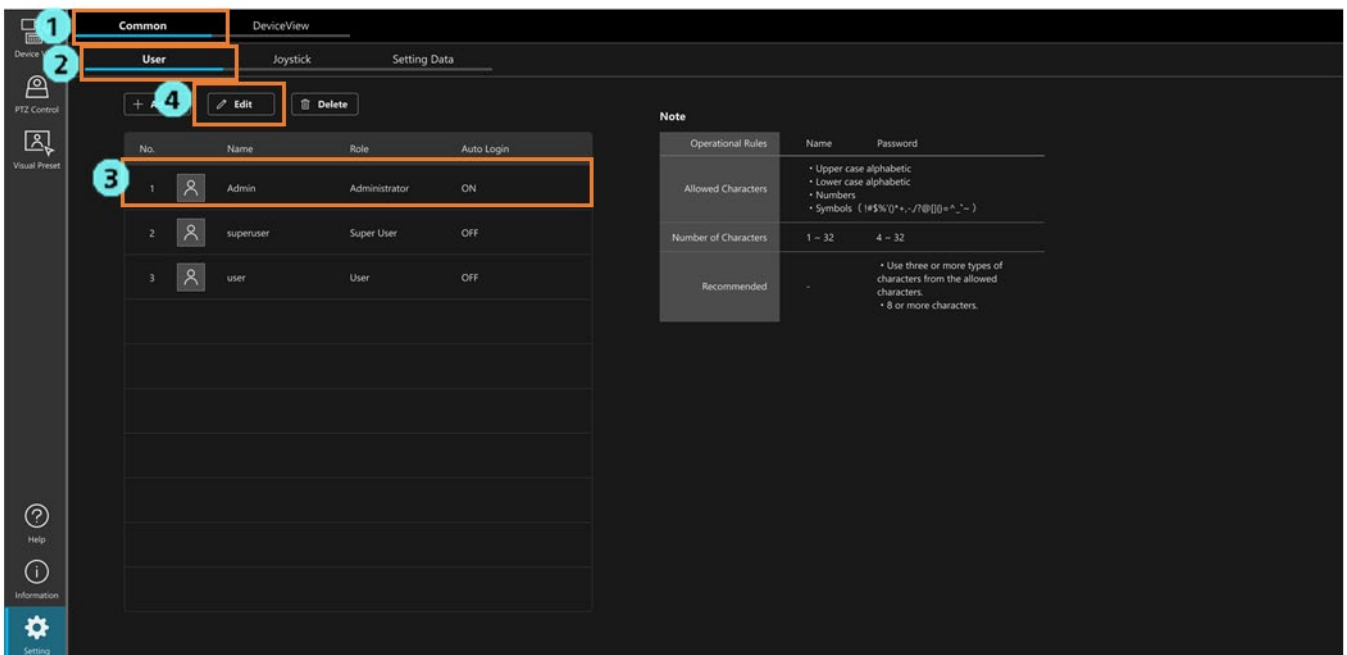 1
Common
DeviceView
Device
2
User
Joystick
Setting Data
PTZ Control
4
Edit
Delete
Visual Preset
No.
Name
Role
Auto Login
3
1
Admin
Administrator
ON
2
superuser
Super User
OFF
3
user
User
OFF
Note
Operational Rules
Name
Password
Allowed Characters
・Upper case alphabetic
・Lower case alphabetic
・Numbers
・Symbols ( !#$%'()*+,-./?@[]{}=^_`~ )
Number of Characters
1 ~ 32
4 ~ 32
Recommended
-
・Use three or more types of
characters from the allowed
characters.
・8 or more characters.
Help
Information
Setting